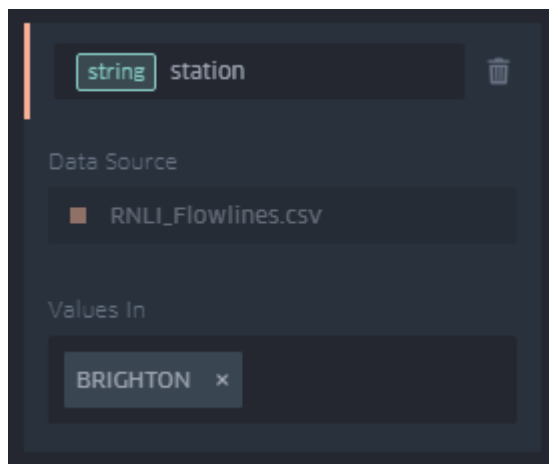 string station
Data Source
RNLI_Flowlines.csv
Values In
BRIGHTON ×